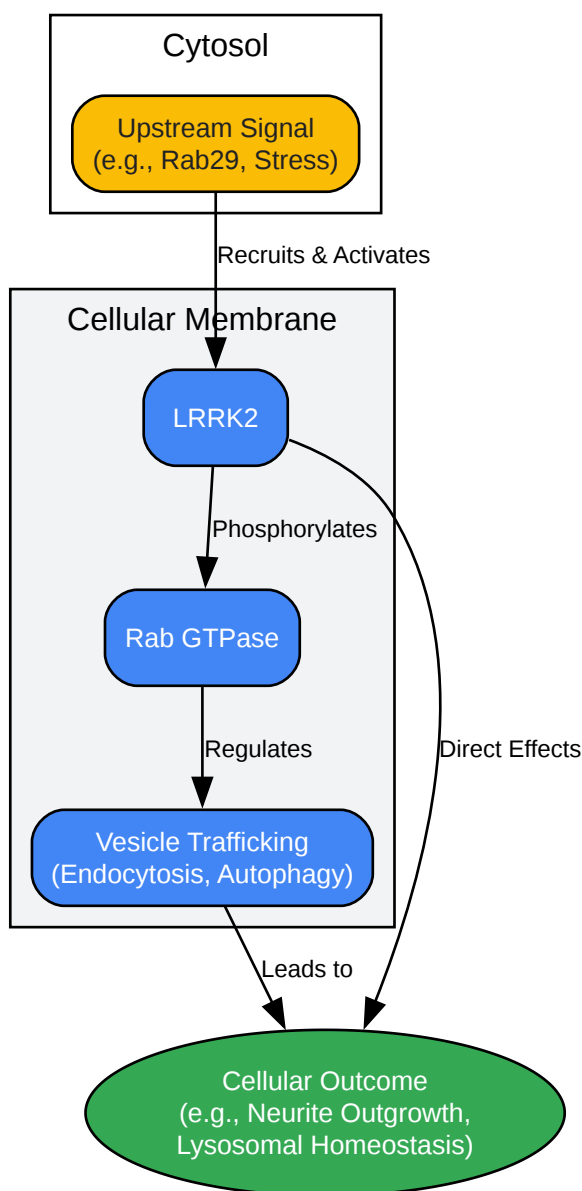 Cytosol
Upstream Signal
(e.g., Rab29, Stress)
Recruits & Activates
Cellular Membrane
LRRK2
Phosphorylates
Rab GTPase
Regulates
Direct Effects
Vesicle Trafficking
(Endocytosis, Autophagy)
Leads to
Cellular Outcome
(e.g., Neurite Outgrowth,
Lysosomal Homeostasis)